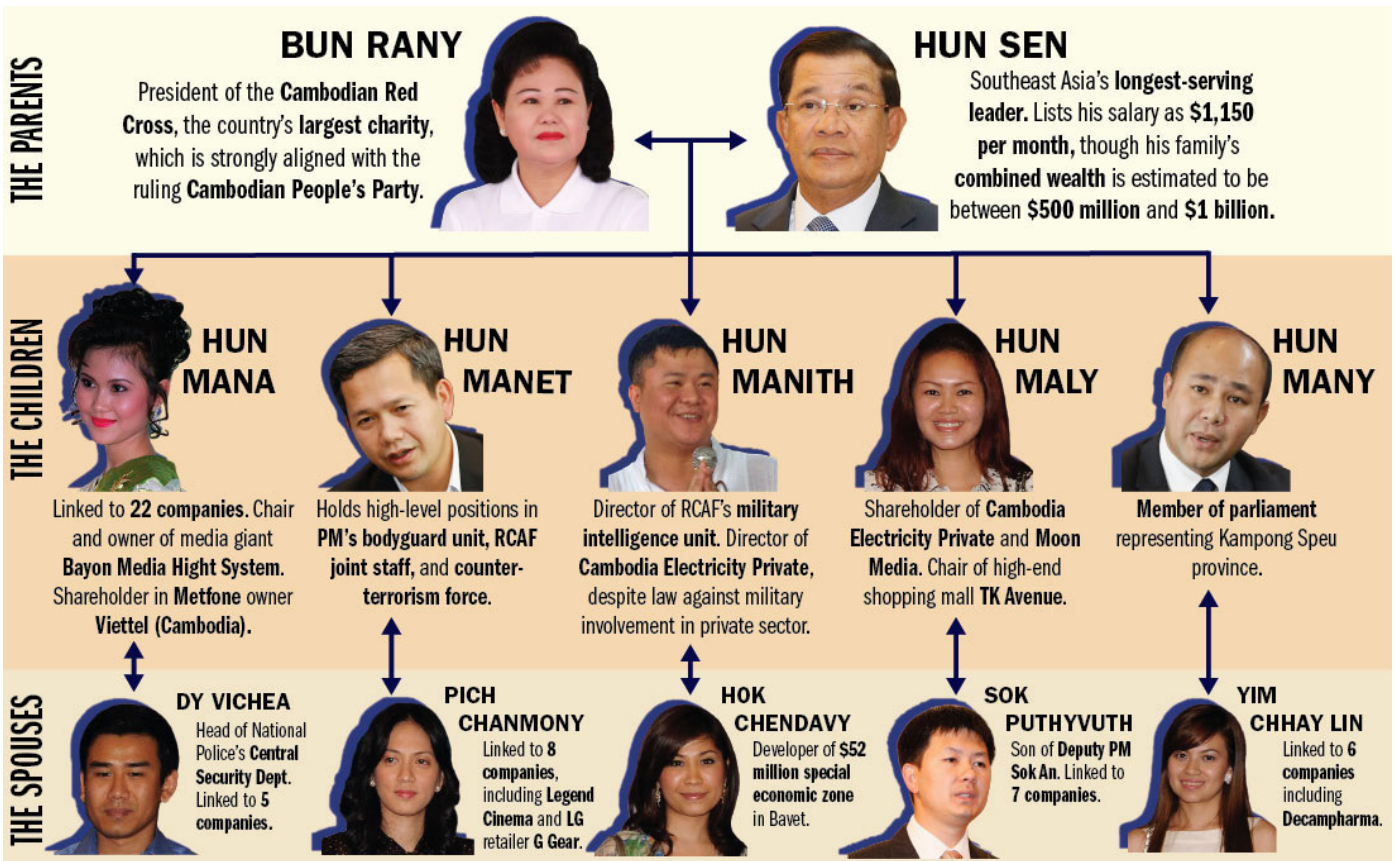 THE PARENTS
BUN RANY
President of the Cambodian Red
Cross, the country's largest charity,
which is strongly aligned with the
ruling Cambodian People's Party.
HUN SEN
Southeast Asia's longest-serving
leader. Lists his salary as $1,150
per month, though his family's
combined wealth is estimated to be
between $500 million and $1 billion.
THE CHILDREN
HUN
MANA
Linked to 22 companies. Chair
and owner of media giant
Bayon Media Hight System.
Shareholder in Metfone owner
Viettel (Cambodia).
HUN
MANET
Holds high-level positions in
PM's bodyguard unit, RCAF
joint staff, and counter-
terrorism force.
HUN
MANITH
Director of RCAF's military
intelligence unit. Director of
Cambodia Electricity Private,
despite law against military
involvement in private sector.
HUN
MALY
Shareholder of Cambodia
Electricity Private and Moon
Media. Chair of high-end
shopping mall TK Avenue.
HUN
MANY
Member of parliament
representing Kampong Speu
province.
THE SPOUSES
DY VICHEA
Head of National
Police's Central
Security Dept.
Linked to 5
companies.
PICH
CHANMONY
Linked to 8
companies,
including Legend
Cinema and LG
retailer G Gear.
HOK
CHENDAVY
Developer of $52
million special
economic zone
in Bavet.
SOK
PUTHYVUTH
Son of Deputy PM
Sok An. Linked to
7 companies.
YIM
CHHAY LIN
Linked to 6
companies
including
Decampharma.